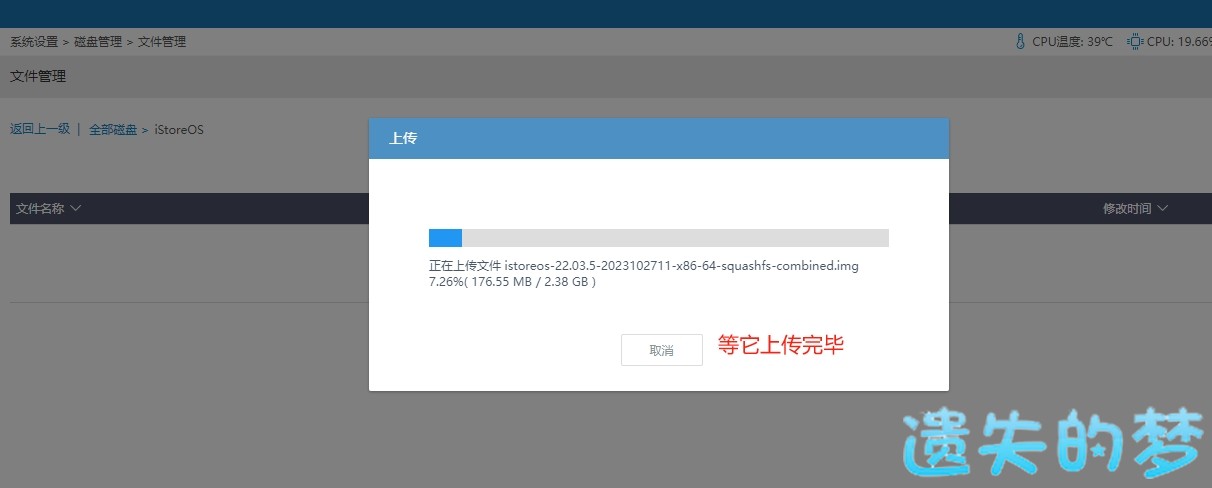 系统设置 > 磁盘管理 > 文件管理
CPU温度: 39℃ CPU: 19.66%
文件管理
返回上一级 | 全部磁盘 > iStoreOS
上传
文件名称
修改时间
正在上传文件 istoreos-22.03.5-2023102711-x86-64-squashfs-combined.img
7.26%( 176.55 MB / 2.38 GB )
取消
等它上传完毕
遗失的梦